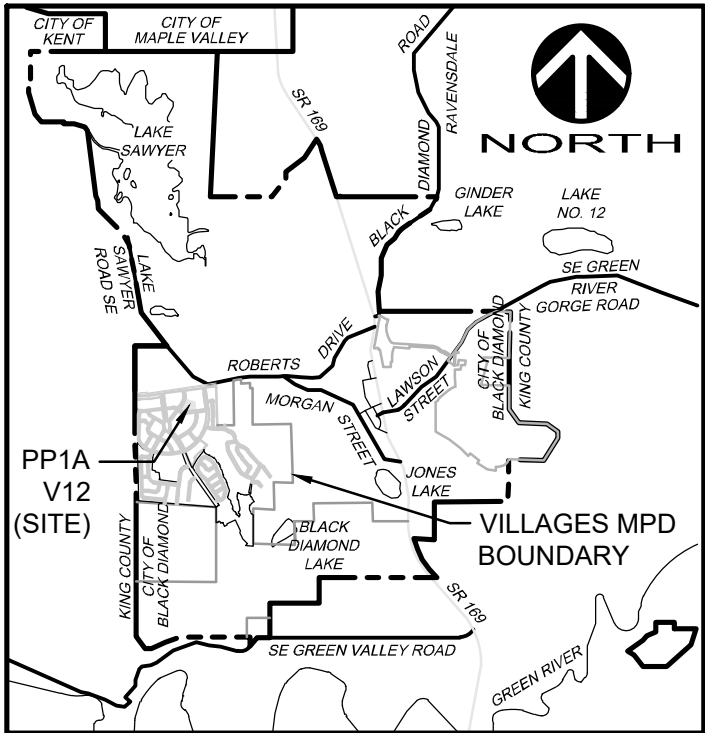 CITY OF
KENT
CITY OF
MAPLE VALLEY
ROAD
RAVENSDALE
DIAMOND
BLACK
SR 169
NORTH
LAKE
SAWYER
GINDER
LAKE
LAKE
NO. 12
LAKE
SAWYER
ROAD SE
SE GREEN
RIVER
GORGE ROAD
ROBERTS
DRIVE
LAWSON
STREET
CITY OF
BLACK DIAMOND
KING COUNTY
MORGAN
STREET
PP1A
V12
(SITE)
JONES
LAKE
VILLAGES MPD
BOUNDARY
BLACK
DIAMOND
LAKE
KING COUNTY
CITY OF
BLACK DIAMOND
SR 169
SE GREEN VALLEY ROAD
GREEN RIVER